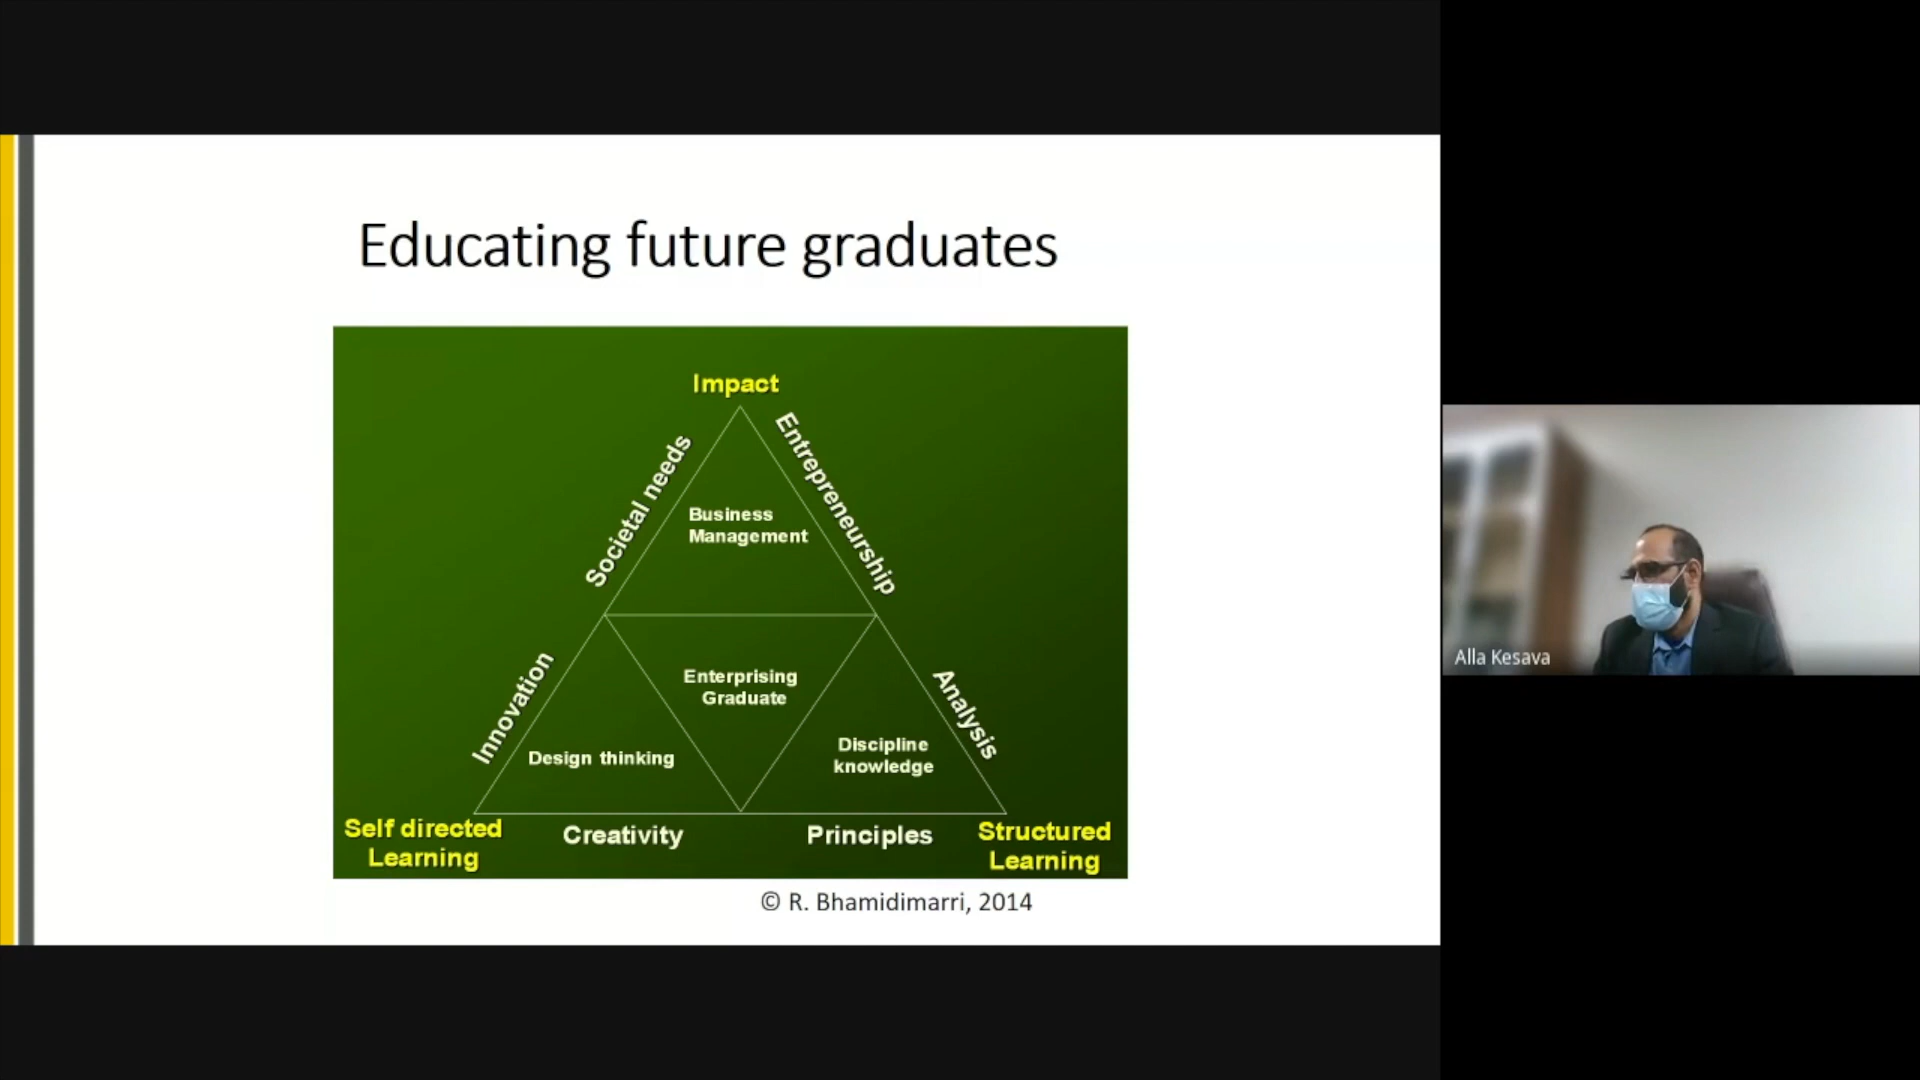 Educating future graduates
Impact
Societal needs
Entrepreneurship
Business
Management
Innovation
Enterprising
Graduate
Analysis
Design thinking
Discipline
knowledge
Self directed
Learning
Creativity
Principles
Structured
Learning
© R. Bhamidimarri, 2014
Alla Kesava